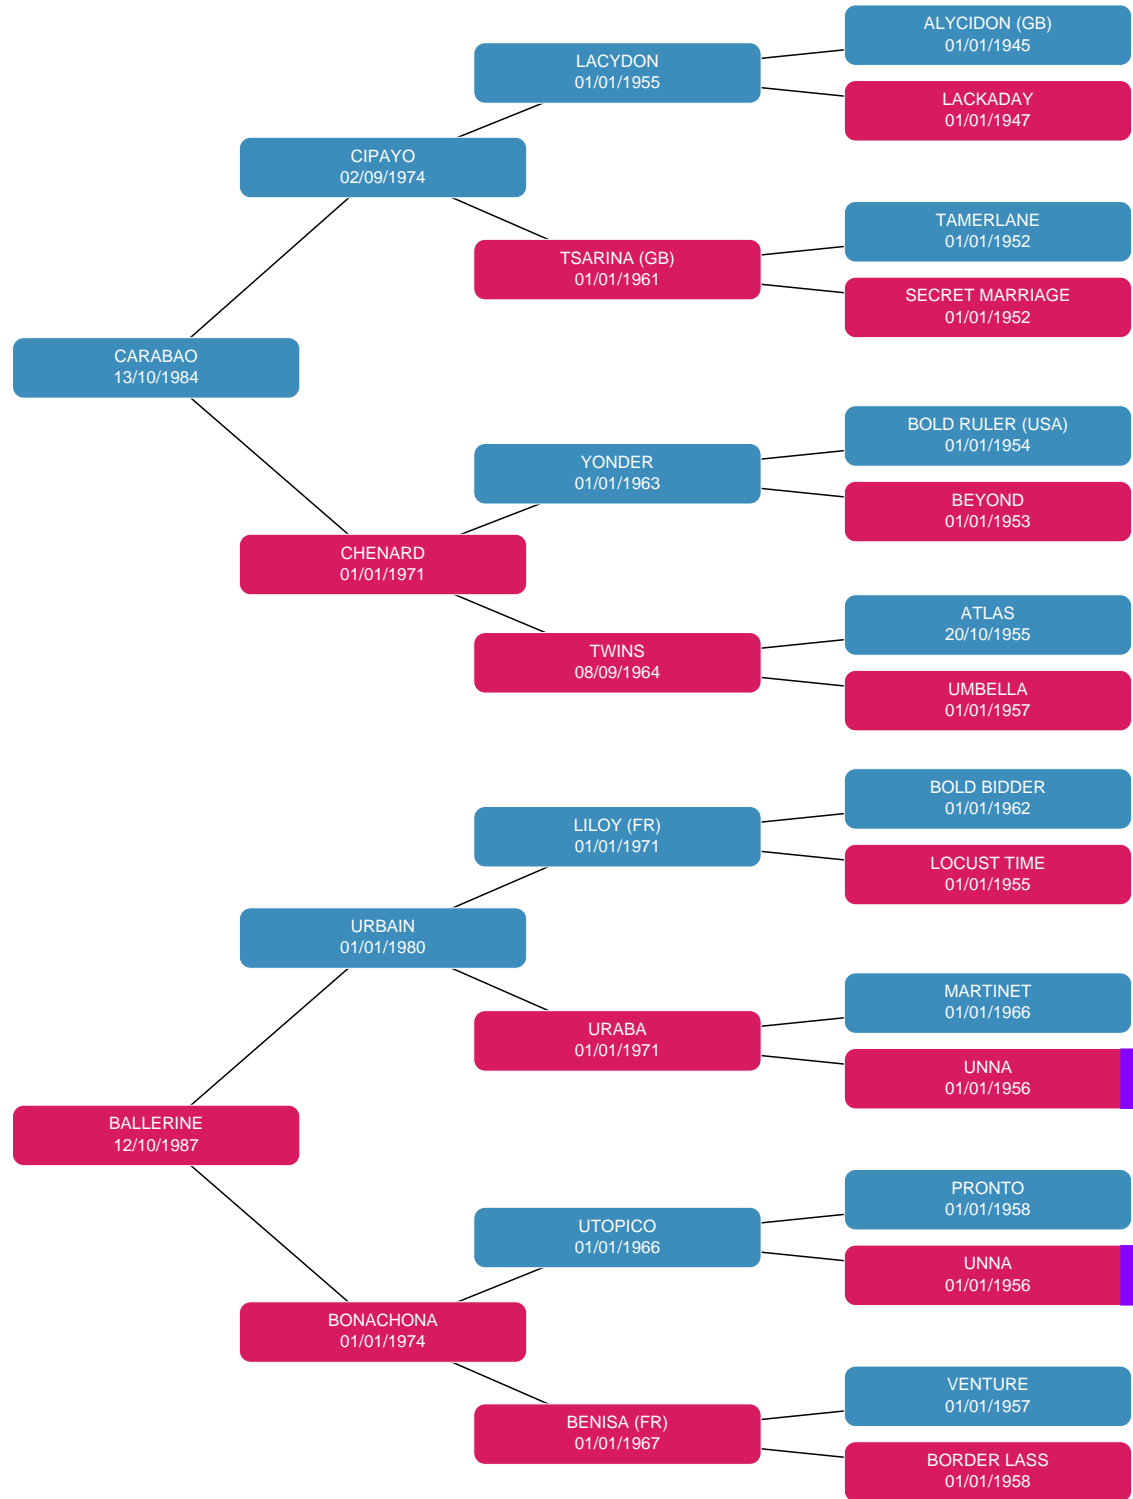 ALYCIDON (GB)
01/01/1945
LACYDON
01/01/1955
LACKADAY
01/01/1947
CIPAYO
02/09/1974
TAMERLANE
01/01/1952
TSARINA (GB)
01/01/1961
SECRET MARRIAGE
01/01/1952
CARABAO
13/10/1984
BOLD RULER (USA)
01/01/1954
YONDER
01/01/1963
BEYOND
01/01/1953
CHENARD
01/01/1971
ATLAS
20/10/1955
TWINS
08/09/1964
UMBELLA
01/01/1957
BOLD BIDDER
01/01/1962
LILOY (FR)
01/01/1971
LOCUST TIME
01/01/1955
URBAIN
01/01/1980
MARTINET
01/01/1966
URABA
01/01/1971
UNNA
01/01/1956
BALLERINE
12/10/1987
PRONTO
01/01/1958
UTOPICO
01/01/1966
UNNA
01/01/1956
BONACHONA
01/01/1974
VENTURE
01/01/1957
BENISA (FR)
01/01/1967
BORDER LASS
01/01/1958